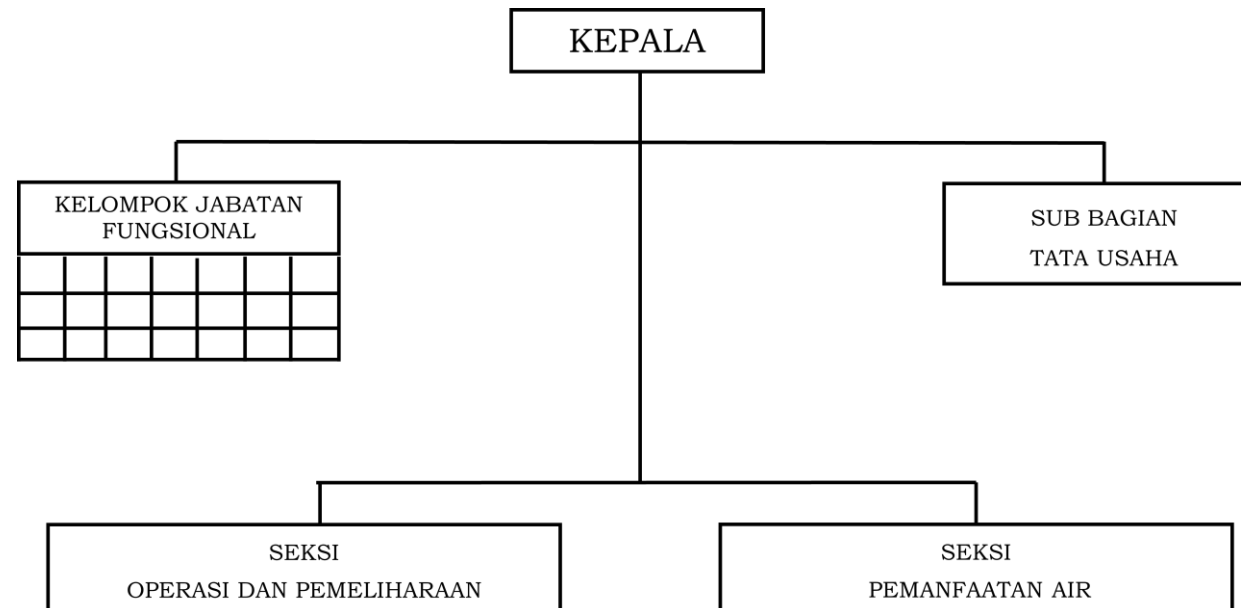 KEPALA
KELOMPOK JABATAN
FUNGSIONAL
SUB BAGIAN
TATA USAHA
SEKSI
OPERASI DAN PEMELIHARAAN
SEKSI
PEMANFAATAN AIR